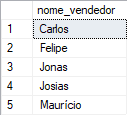 nome_vendedor
1 Carlos
2 Felipe
3 Jonas
4 Josias
5 Maurício